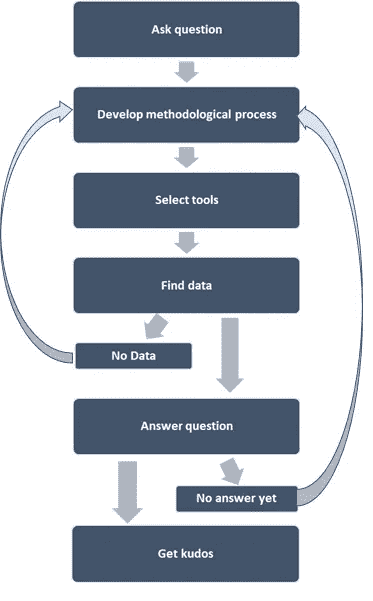 Ask question
Develop methodological process
Select tools
Find data
No Data
Answer question
No answer yet
Get kudos